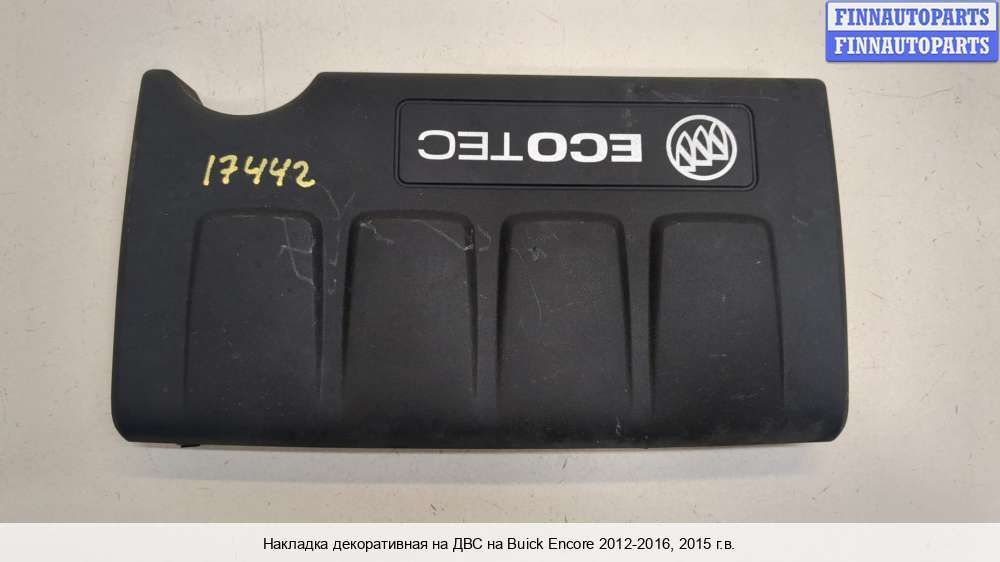 FINNAUTOPARTS
FINNAUTOPARTS
ECOTEC
17442
Накладка декоративная на ДВС на Buick Encore 2012-2016, 2015 г.в.